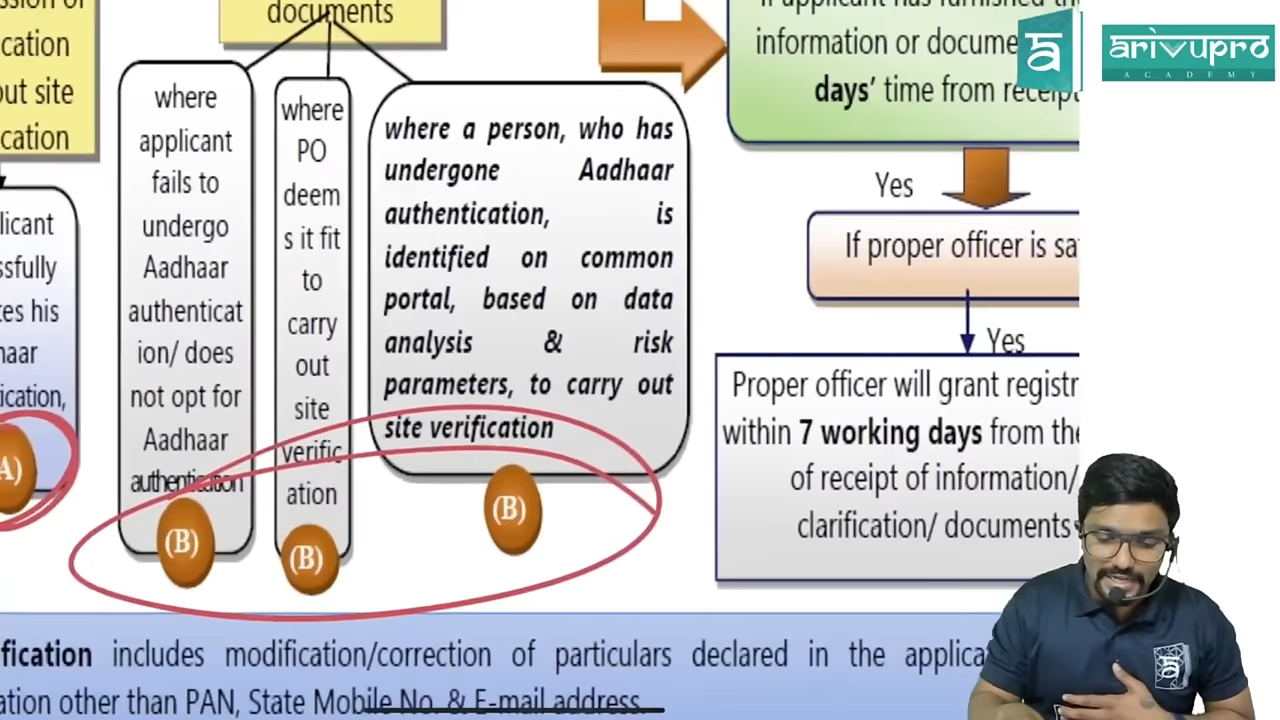 cation
out site
cation
licant
ssfully
tes his
haar
ication,
(A)
documents
where
applicant
fails to
undergo
Aadhaar
authenticat
ion/ does
not opt for
Aadhaar
authentication
(B)
where
PO
deem
s it fit
to
carry
out
site
verific
ation
(B)
where a person, who has
undergone Aadhaar
authentication, is
identified on common
portal, based on data
analysis & risk
parameters, to carry out
site verification
(B)
If applicant has furnished
information or docume
days' time from receipt
Yes
If proper officer is sa
Yes
Proper officer will grant registr
within 7 working days from the
of receipt of information/
clarification/ documents
fication includes modification/correction of particulars declared in the applica
ation other than PAN, State Mobile No. & E-mail address.
arivupro
ACADEMY